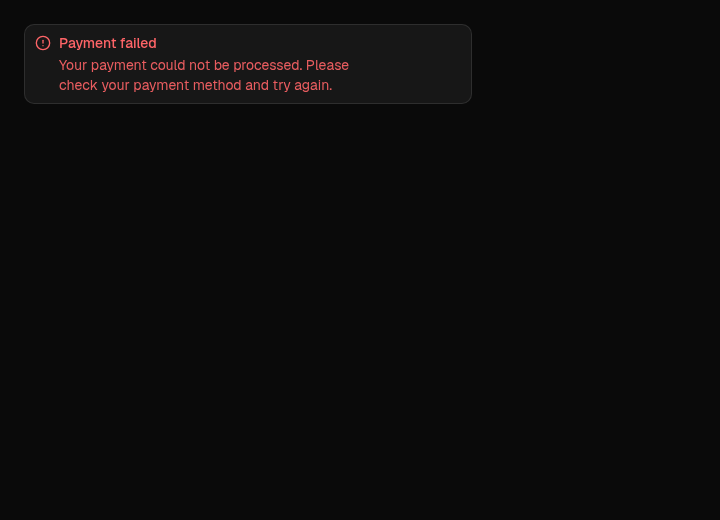 Payment failed
Your payment could not be processed. Please
check your payment method and try again.